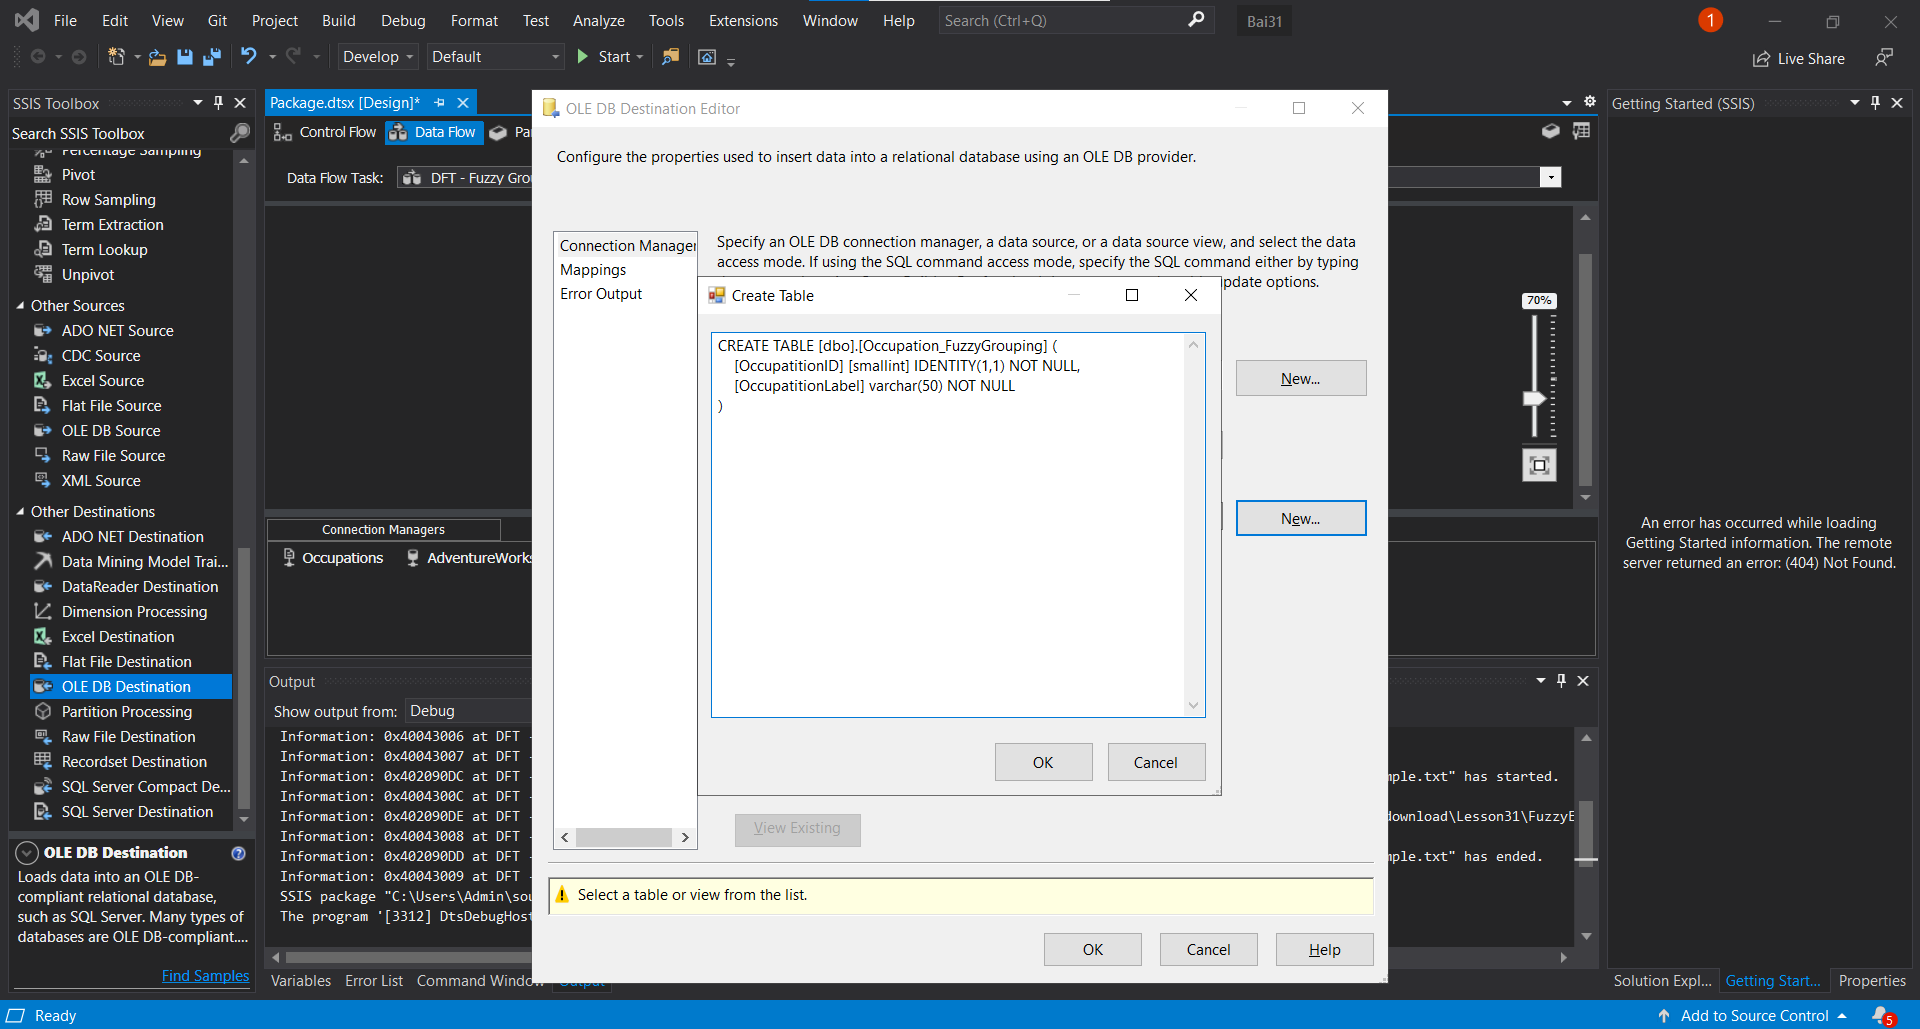 File Edit View Git Project Build Debug Format Test Analyze Tools Extensions Window Help Search (Ctrl+Q) Bai31 1
Develop Default Start Live Share
SSIS Toolbox
Search SSIS Toolbox
Percentage Sampling
Pivot
Row Sampling
Term Extraction
Term Lookup
Unpivot
Other Sources
ADO NET Source
CDC Source
Excel Source
Flat File Source
OLE DB Source
Raw File Source
XML Source
Other Destinations
ADO NET Destination
Data Mining Model Trai...
DataReader Destination
Dimension Processing
Excel Destination
Flat File Destination
OLE DB Destination
Partition Processing
Raw File Destination
Recordset Destination
SQL Server Compact De...
SQL Server Destination
OLE DB Destination
Loads data into an OLE DB-
compliant relational database,
such as SQL Server. Many types of
databases are OLE DB-compliant....
Find Samples
Package.dtsx [Design]*
Control Flow Data Flow Pa
Data Flow Task: DFT - Fuzzy Gro
70%
Connection Managers
Occupations AdventureWorks
Output
Show output from: Debug
Information: 0x40043006 at DFT -
Information: 0x40043007 at DFT -
Information: 0x402090DC at DFT - mple.txt" has started.
Information: 0x4004300C at DFT -
Information: 0x402090DE at DFT - download\Lesson31\FuzzyE
Information: 0x40043008 at DFT -
Information: 0x402090DD at DFT - mple.txt" has ended.
Information: 0x40043009 at DFT -
SSIS package "C:\Users\Admin\sou
The program '[3312] DtsDebugHost
Variables Error List Command Window Output
OLE DB Destination Editor
Configure the properties used to insert data into a relational database using an OLE DB provider.
Connection Manager
Mappings
Error Output
Specify an OLE DB connection manager, a data source, or a data source view, and select the data
access mode. If using the SQL command access mode, specify the SQL command either by typing
update options.
New...
New...
View Existing
Select a table or view from the list.
OK Cancel Help
Create Table
CREATE TABLE [dbo].[Occupation_FuzzyGrouping] (
[OccupatitionID] [smallint] IDENTITY(1,1) NOT NULL,
[OccupatitionLabel] varchar(50) NOT NULL
)
OK Cancel
Getting Started (SSIS)
An error has occurred while loading
Getting Started information. The remote
server returned an error: (404) Not Found.
Solution Expl... Getting Start... Properties
Ready Add to Source Control 5